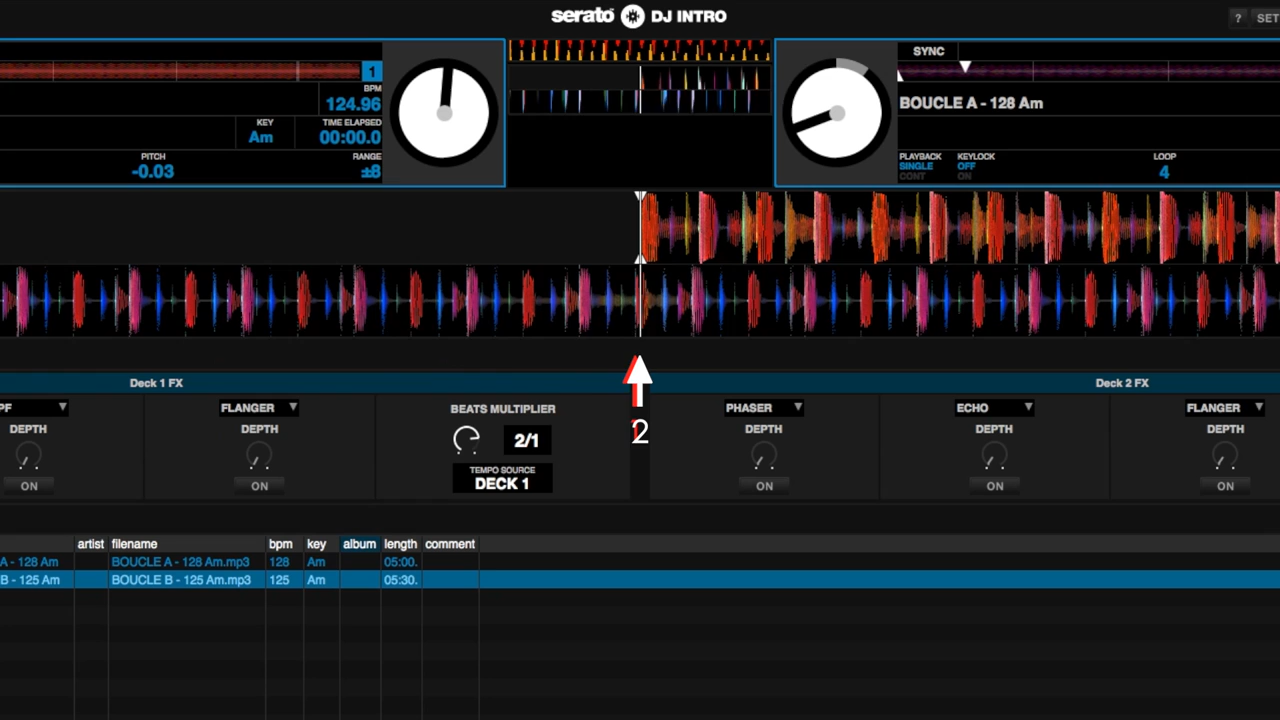 serato DJ INTRO
? SET
1
BPM
124.96
KEY
Am
TIME ELAPSED
00:00.0
PITCH
-0.03
RANGE
±8
SYNC
BOUCLE A - 128 Am
PLAYBACK
SINGLE
CONT
KEYLOCK
OFF
ON
LOOP
4
2
Deck 1 FX
Deck 2 FX
PF
DEPTH
ON
FLANGER
DEPTH
ON
BEATS MULTIPLIER
2/1
TEMPO SOURCE
DECK 1
PHASER
DEPTH
ON
ECHO
DEPTH
ON
FLANGER
DEPTH
ON
artist filename bpm key album length comment
A - 128 Am BOUCLE A - 128 Am.mp3 128 Am 05:00.
B - 125 Am BOUCLE B - 125 Am.mp3 125 Am 05:30.